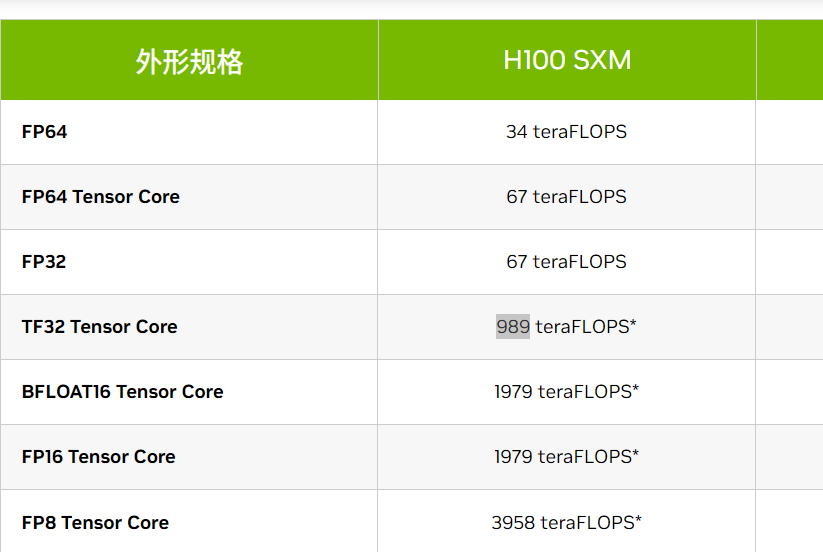 外形规格 H100 SXM
FP64 34 teraFLOPS
FP64 Tensor Core 67 teraFLOPS
FP32 67 teraFLOPS
TF32 Tensor Core 989 teraFLOPS*
BFLOAT16 Tensor Core 1979 teraFLOPS*
FP16 Tensor Core 1979 teraFLOPS*
FP8 Tensor Core 3958 teraFLOPS*